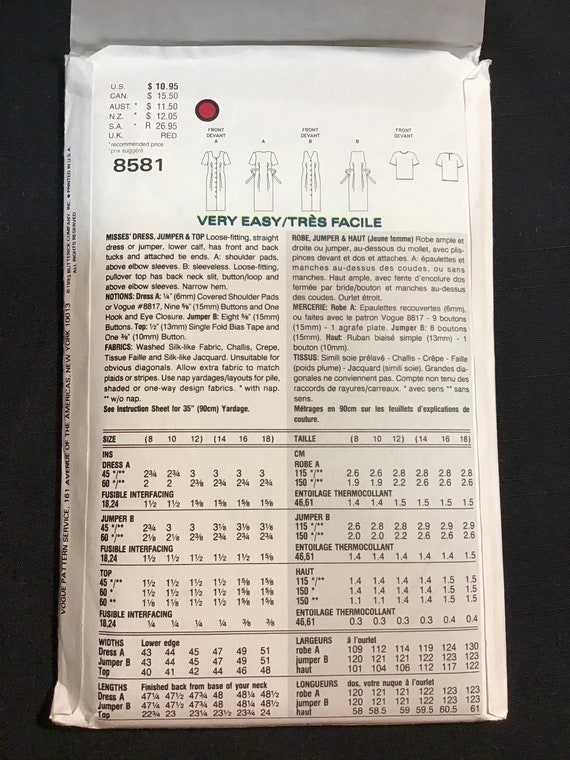 U.S. $ 10.95
CAN. $ 15.50
AUST. * $ 11.50
N.Z. * $ 12.05
S.A. * R 26.95
U.K. RED
*recommended price
*prix suggéré
8581
FRONT DEVANT A
A
FRONT DEVANT B
B
FRONT DEVANT
VERY EASY/TRÈS FACILE
MISSES' DRESS, JUMPER & TOP Loose-fitting, straight
dress or jumper, lower calf, has front and back
tucks and attached tie ends. A: shoulder pads,
above elbow sleeves. B: sleeveless. Loose-fitting,
pullover top has back neck slit, button/loop and
above elbow sleeves. Narrow hem.
NOTIONS: Dress A: ¼" (6mm) Covered Shoulder Pads
or Vogue #8817, Nine ⅝" (15mm) Buttons and One
Hook and Eye Closure. Jumper B: Eight ⅝" (15mm)
Buttons. Top: ½" (13mm) Single Fold Bias Tape and
One ⅜" (10mm) Button.
FABRICS: Washed Silk-like Fabric, Challis, Crepe,
Tissue Faille and Silk-like Jacquard. Unsuitable for
obvious diagonals. Allow extra fabric to match
plaids or stripes. Use nap yardages/layouts for pile,
shaded or one-way design fabrics. * with nap.
** w/o nap.
See Instruction Sheet for 35" (90cm) Yardage.
ROBE, JUMPER & HAUT (Jeune femme) Robe ample et
droite ou jumper, au-dessous du mollet, avec plis-
pinces devant et dos et attaches. A: épaulettes et
manches au-dessus des coudes, ou sans
manches. Haut ample, avec fente d'encolure dos
fermée par bride/bouton et manches au-dessus
des coudes. Ourlet étroit.
MERCERIE: Robe A: Epaulettes recouvertes (6mm),
ou faites avec le patron Vogue 8817 - 9 boutons
(15mm) - 1 agrafe plate. Jumper B: 8 boutons
(15mm). Haut: Ruban biaisé simple (13mm) - 1
bouton (10mm).
TISSUS: Simili soie prélavé - Challis - Crêpe - Faille
(poids plume) - Jacquard (simili soie). Grandes dia-
gonales ne conviennent pas. Compte non tenu des
raccords de rayures/carreaux. * avec sens ** sans
sens.
Métrages en 90cm sur les feuilles d'explications de
couture.
SIZE (8 10 12) (14 16 18)
INS
DRESS A
45 */** 2¾ 2¾ 3 3 3 3
60 */** 2 2 2⅜ 2¾ 2¾ 2¾
FUSIBLE INTERFACING
18,24 1½ 1½ 1½ 1⅝ 1⅝ 1⅝
JUMPER B
45 */** 2¾ 3 3 3⅛ 3⅛ 3⅛
60 */** 2⅛ 2⅛ 2⅜ 2¾ 2¾ 2¾
FUSIBLE INTERFACING
18,24 1½ 1½ 1½ 1½ 1⅝ 1⅝
TOP
45 */** 1½ 1½ 1½ 1½ 1⅝ 1⅝
60 * 1½ 1½ 1½ 1½ 1⅝ 1⅝
60 ** 1⅛ 1⅛ 1½ 1½ 1⅝ 1⅝
FUSIBLE INTERFACING
18,24 ¼ ¼ ¼ ¼ ⅜ ⅜
WIDTHS Lower edge
Dress A 43 44 45 47 49 51
Jumper B 43 44 45 47 49 51
Top 40 41 42 44 46 48
LENGTHS Finished back from base of your neck
Dress A 47¼ 47½ 47¾ 48 48¼ 48½
Jumper B 47¼ 47½ 47¾ 48 48¼ 48½
Top 22¾ 23 23¼ 23½ 23¾ 24
TAILLE (8 10 12) (14 16 18)
CM
ROBE A
115 */** 2.6 2.6 2.8 2.8 2.8 2.8
150 */** 1.9 1.9 2.2 2.6 2.6 2.6
ENTOILAGE THERMOCOLLANT
46,61 1.4 1.4 1.4 1.5 1.5 1.5
JUMPER B
115 */** 2.6 2.8 2.8 2.9 2.9 2.9
150 */** 2.0 2.0 2.2 2.6 2.6 2.6
ENTOILAGE THERMOCOLLANT
46,61 1.4 1.4 1.4 1.4 1.5 1.5
HAUT
115 */** 1.4 1.4 1.4 1.4 1.5 1.5
150 * 1.4 1.4 1.4 1.4 1.5 1.5
150 ** 1.1 1.1 1.4 1.4 1.5 1.5
ENTOILAGE THERMOCOLLANT
46,61 0.3 0.3 0.3 0.3 0.4 0.4
LARGEURS à l'ourlet
robe A 109 112 114 119 124 130
jumper B 120 121 121 122 123 123
haut 101 104 106 112 117 122
LONGUEURS dos, votre nuque à l'ourlet
robe A 120 121 121 122 123 123
jumper B 120 121 121 122 123 123
haut 58 58.5 59 59.5 60.5 61
VOGUE PATTERN SERVICE, 161 AVENUE OF THE AMERICAS, NEW YORK, NEW YORK 10013 ©1993 BUTTERICK COMPANY, INC. • PRINTED IN U.S.A.